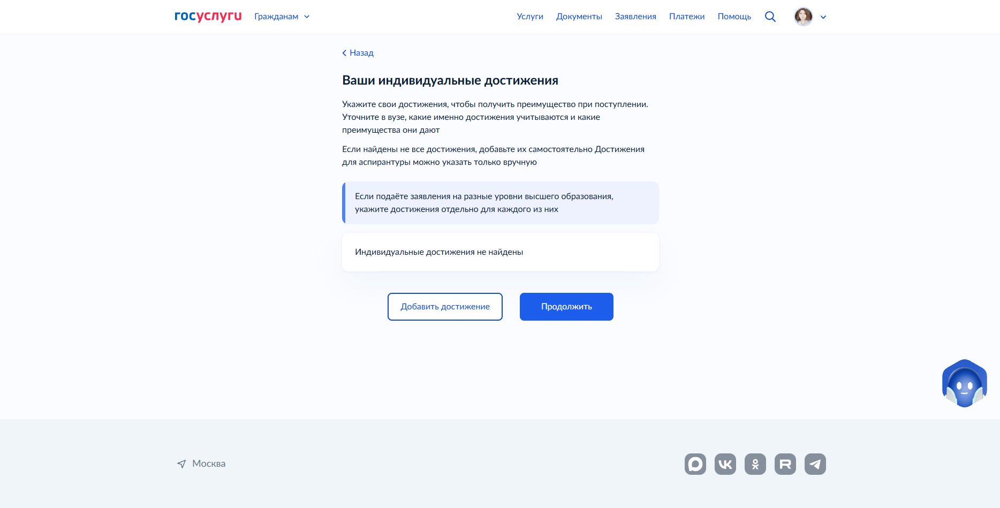 госуслуги
Гражданам
Услуги
Документы
Заявления
Платежи
Помощь
Назад
Ваши индивидуальные достижения
Укажите свои достижения, чтобы получить преимущество при поступлении.
Уточните в вузе, какие именно достижения учитываются и какие
преимущества они дают
Если найдены не все достижения, добавьте их самостоятельно Достижения
для аспирантуры можно указать только вручную
Если подаёте заявления на разные уровни высшего образования,
укажите достижения отдельно для каждого из них
Индивидуальные достижения не найдены
Добавить достижение
Продолжить
Москва